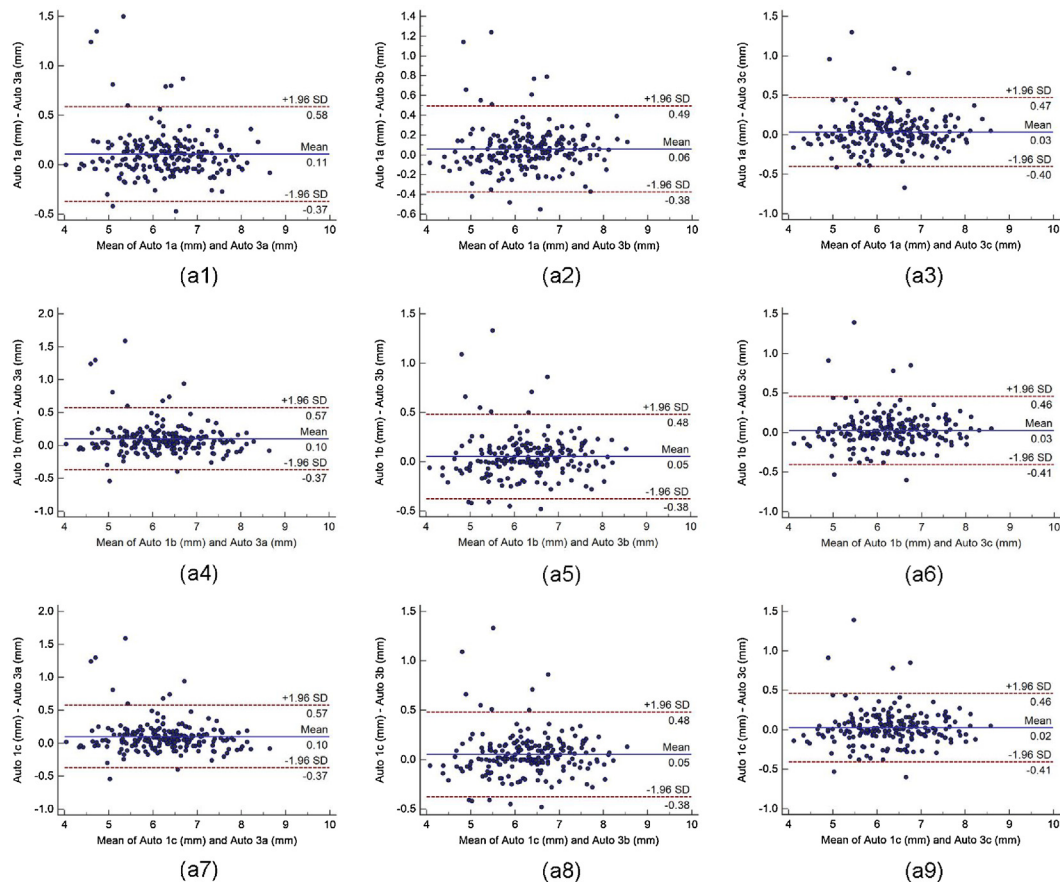 Auto 1a (mm) - Auto 3a (mm)
1.5
1.0
0.5
0.0
-0.5
+1.96 SD
0.58
Mean
0.11
-1.96 SD
-0.37
4 5 6 7 8 9 10
Mean of Auto 1a (mm) and Auto 3a (mm)
(a1)
Auto 1a (mm) - Auto 3b (mm)
1.4
1.2
1.0
0.8
0.6
0.4
0.2
0.0
-0.2
-0.4
-0.6
+1.96 SD
0.49
Mean
0.06
-1.96 SD
-0.38
4 5 6 7 8 9 10
Mean of Auto 1a (mm) and Auto 3b (mm)
(a2)
Auto 1a (mm) - Auto 3c (mm)
1.5
1.0
0.5
0.0
-0.5
-1.0
+1.96 SD
0.47
Mean
0.03
-1.96 SD
-0.40
4 5 6 7 8 9 10
Mean of Auto 1a (mm) and Auto 3c (mm)
(a3)
Auto 1b (mm) - Auto 3a (mm)
2.0
1.5
1.0
0.5
0.0
-0.5
-1.0
+1.96 SD
0.57
Mean
0.10
-1.96 SD
-0.37
4 5 6 7 8 9 10
Mean of Auto 1b (mm) and Auto 3a (mm)
(a4)
Auto 1b (mm) - Auto 3b (mm)
1.5
1.0
0.5
0.0
-0.5
+1.96 SD
0.48
Mean
0.05
-1.96 SD
-0.38
4 5 6 7 8 9 10
Mean of Auto 1b (mm) and Auto 3b (mm)
(a5)
Auto 1b (mm) - Auto 3c (mm)
1.5
1.0
0.5
0.0
-0.5
-1.0
+1.96 SD
0.46
Mean
0.03
-1.96 SD
-0.41
4 5 6 7 8 9 10
Mean of Auto 1b (mm) and Auto 3c (mm)
(a6)
Auto 1c (mm) - Auto 3a (mm)
2.0
1.5
1.0
0.5
0.0
-0.5
-1.0
+1.96 SD
0.57
Mean
0.10
-1.96 SD
-0.37
4 5 6 7 8 9 10
Mean of Auto 1c (mm) and Auto 3a (mm)
(a7)
Auto 1c (mm) - Auto 3b (mm)
1.5
1.0
0.5
0.0
-0.5
+1.96 SD
0.48
Mean
0.05
-1.96 SD
-0.38
4 5 6 7 8 9 10
Mean of Auto 1c (mm) and Auto 3b (mm)
(a8)
Auto 1c (mm) - Auto 3c (mm)
1.5
1.0
0.5
0.0
-0.5
-1.0
+1.96 SD
0.46
Mean
0.02
-1.96 SD
-0.41
4 5 6 7 8 9 10
Mean of Auto 1c (mm) and Auto 3c (mm)
(a9)